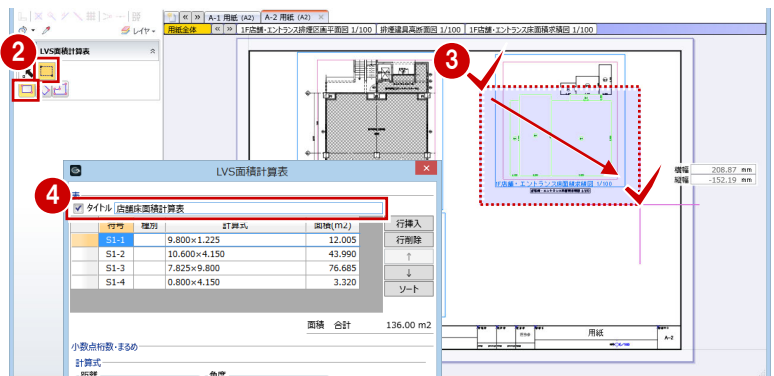 A-1 用紙 (A2) A-2 用紙 (A2)
レイヤ
用紙全体 1F店舗・エントランス排煙区画平面図 1/100 排煙建具高断面図 1/100 1F店舗・エントランス床面積求積図 1/100
2
LVS面積計算表
3
1F店舗・エントランス床面積求積図 1/100
横幅 208.87 mm
縦幅 -152.19 mm
LVS面積計算表
4
表
タイトル 店舗床面積計算表
符号 種別 計算式 面積(m2)
行挿入
S1-1 9.800×1.225 12.005
行削除
S1-2 10.600×4.150 43.990
↑
S1-3 7.825×9.800 76.685
↓
S1-4 0.800×4.150 3.320
ソート
面積 合計 136.00 m2
用紙
A-2
小数点桁数・まるめ
計算式
距離 角度